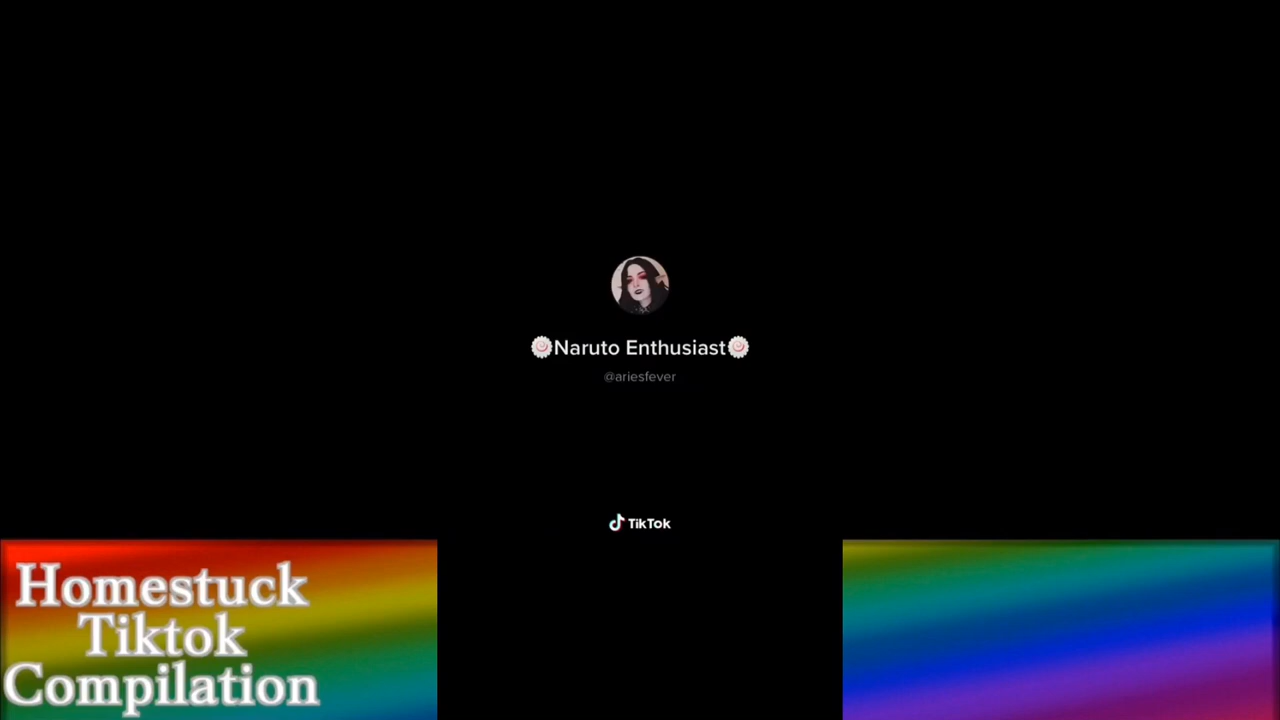 🍥Naruto Enthusiast🍥
@ariesfever
TikTok
Homestuck
Tiktok
Compilation